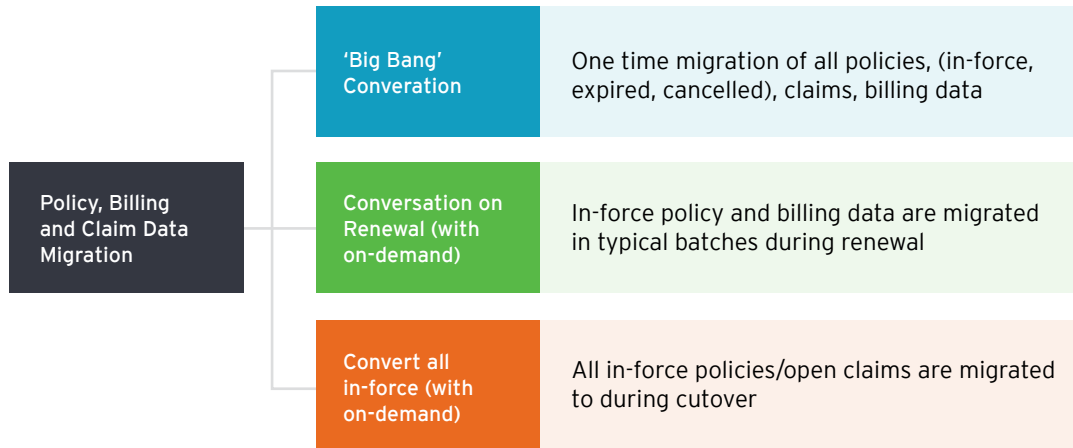 Policy, Billing
and Claim Data
Migration
‘Big Bang’
Converation
One time migration of all policies, (in-force,
expired, cancelled), claims, billing data
Conversation on
Renewal (with
on-demand)
In-force policy and billing data are migrated
in typical batches during renewal
Convert all
in-force (with
on-demand)
All in-force policies/open claims are migrated
to during cutover